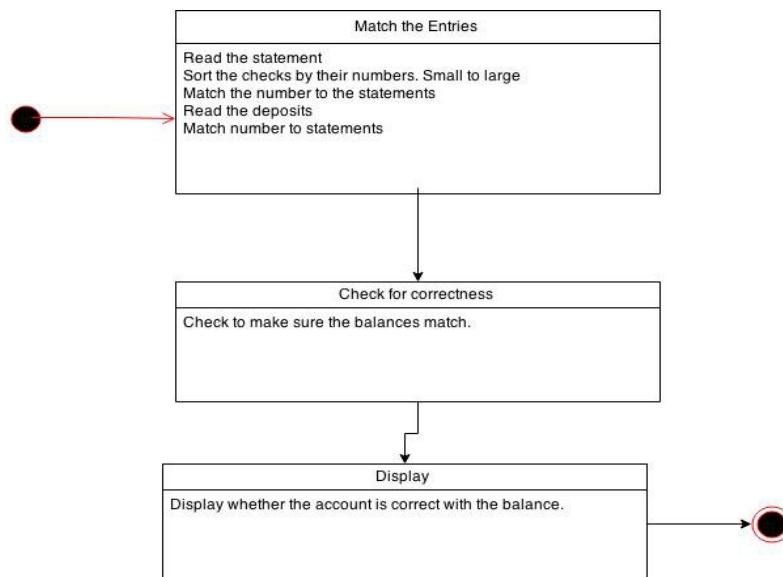 Match the Entries
Read the statement
Sort the checks by their numbers. Small to large
Match the number to the statements
Read the deposits
Match number to statements
Check for correctness
Check to make sure the balances match.
Display
Display whether the account is correct with the balance.